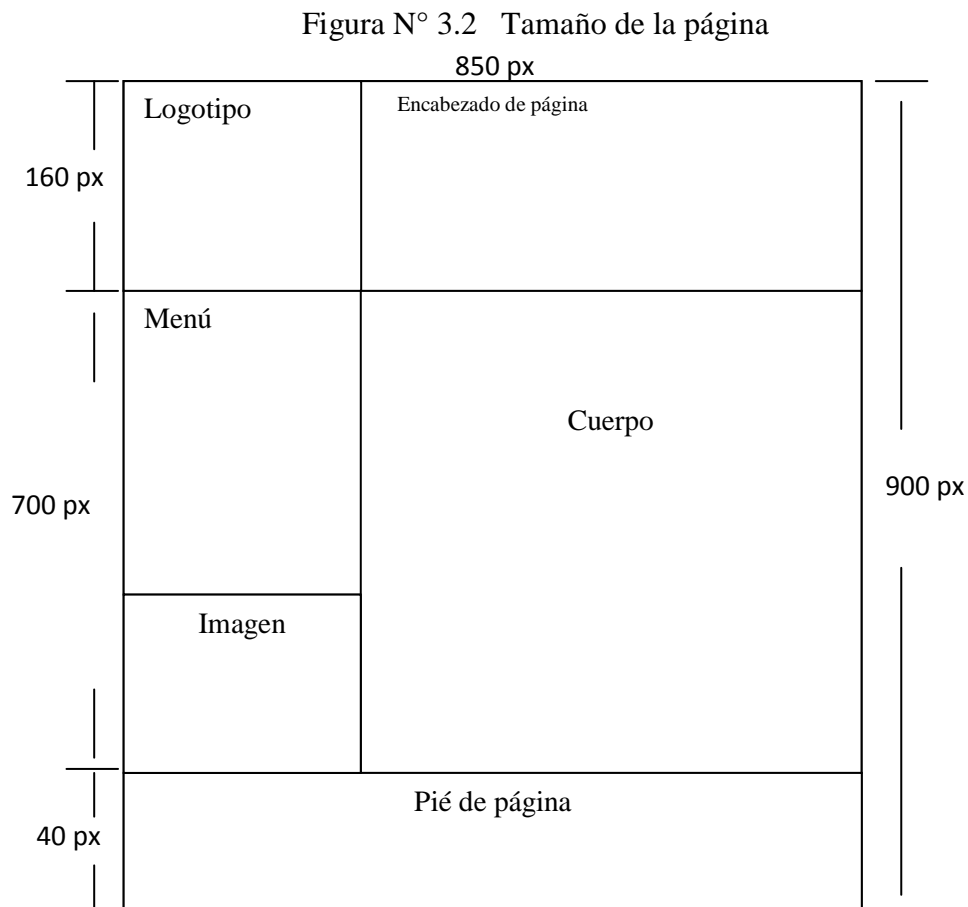 Figura N° 3.2 Tamaño de la página
850 px
Logotipo
Encabezado de página
160 px
Menú
Cuerpo
700 px
900 px
Imagen
Pié de página
40 px